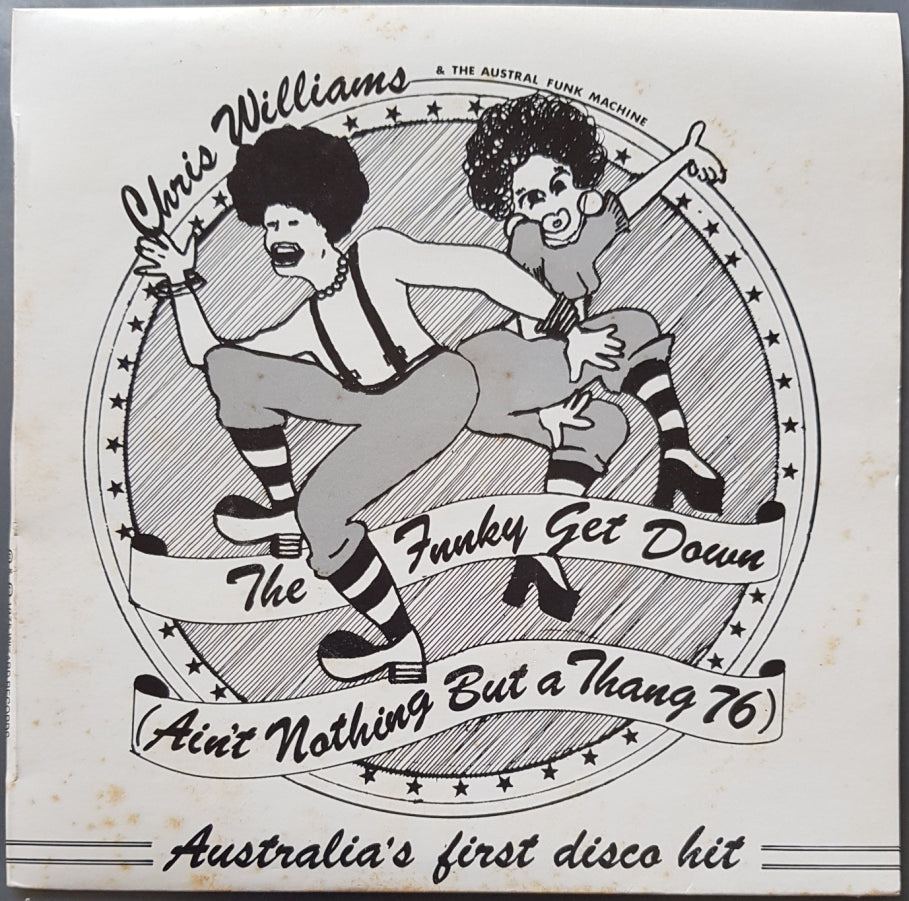 Chris Williams
& THE AUSTRAL FUNK MACHINE
The Funky Get Down
(Ain't Nothing But a Thang 76)
Australia's first disco hit